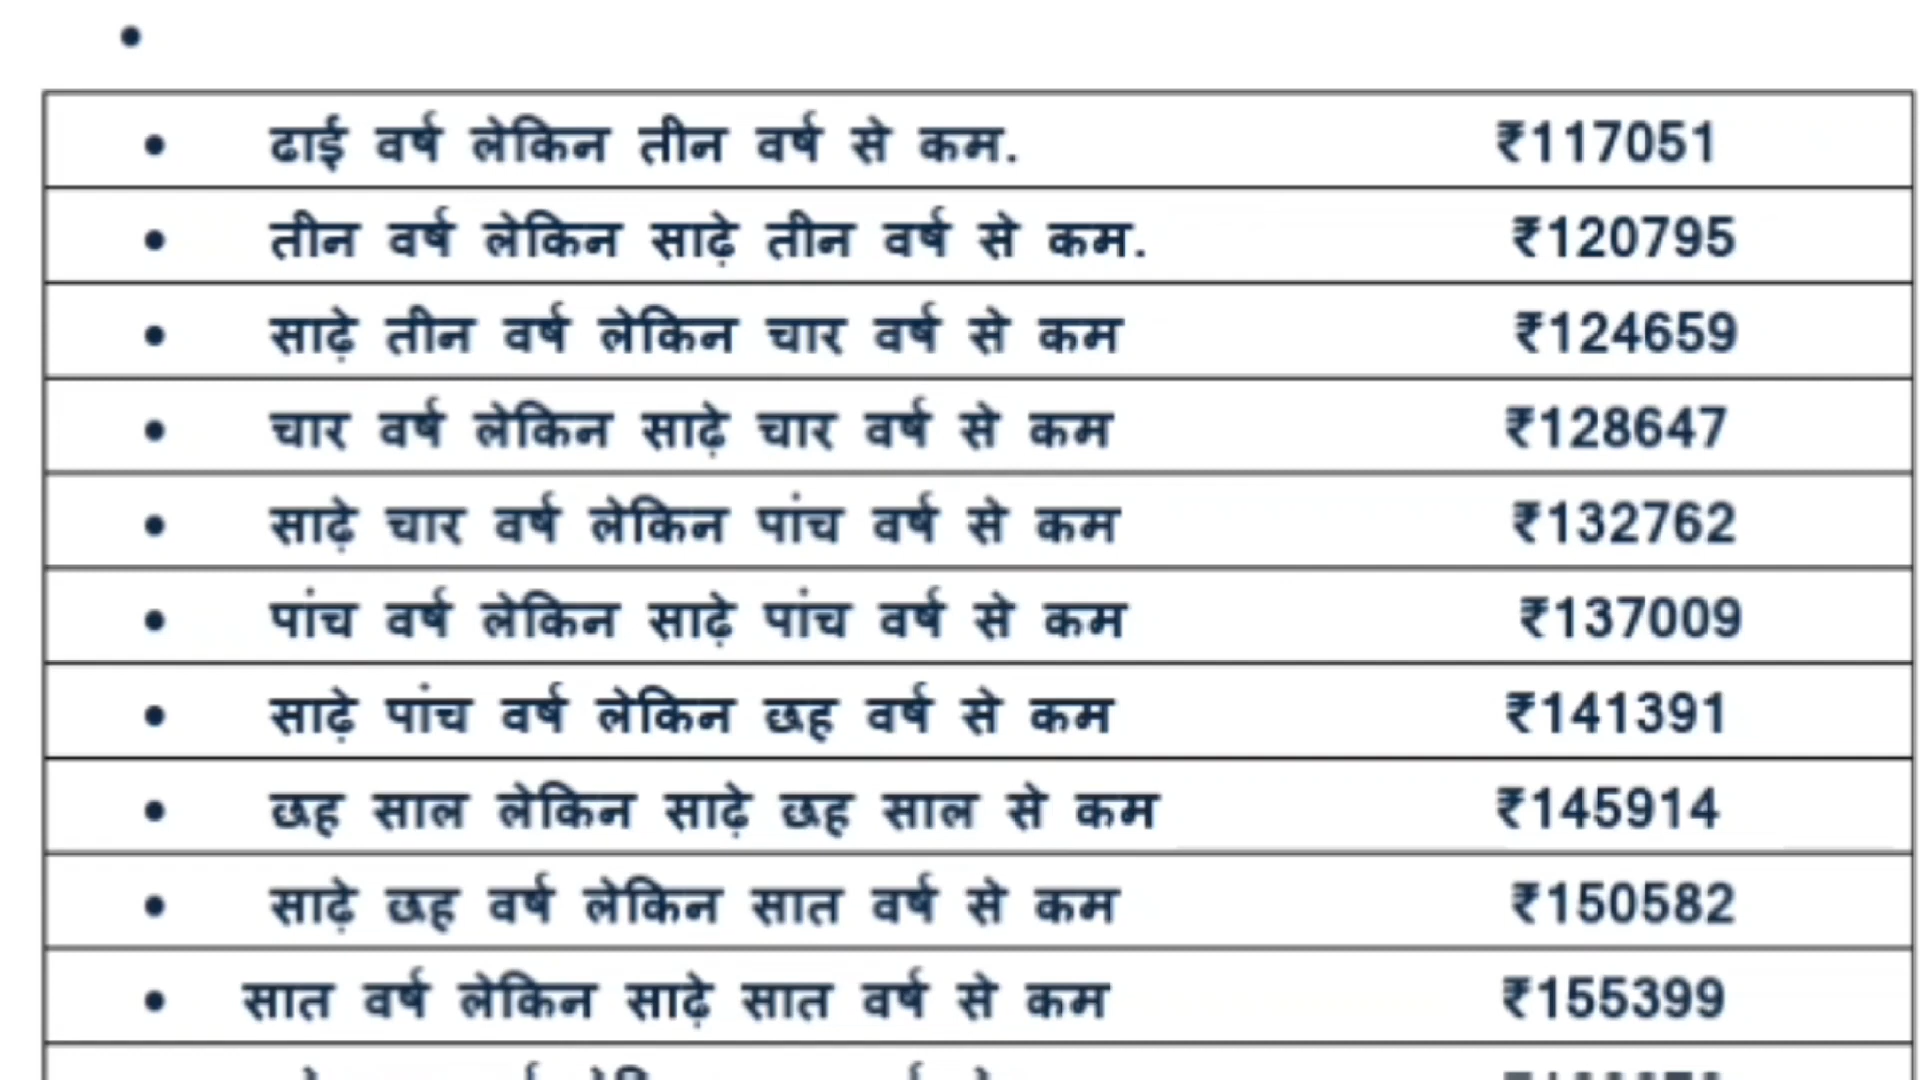 • ढाई वर्ष लेकिन तीन वर्ष से कम. ₹117051
• तीन वर्ष लेकिन साढ़े तीन वर्ष से कम. ₹120795
• साढ़े तीन वर्ष लेकिन चार वर्ष से कम ₹124659
• चार वर्ष लेकिन साढ़े चार वर्ष से कम ₹128647
• साढ़े चार वर्ष लेकिन पांच वर्ष से कम ₹132762
• पांच वर्ष लेकिन साढ़े पांच वर्ष से कम ₹137009
• साढ़े पांच वर्ष लेकिन छह वर्ष से कम ₹141391
• छह साल लेकिन साढ़े छह साल से कम ₹145914
• साढ़े छह वर्ष लेकिन सात वर्ष से कम ₹150582
• सात वर्ष लेकिन साढ़े सात वर्ष से कम ₹155399